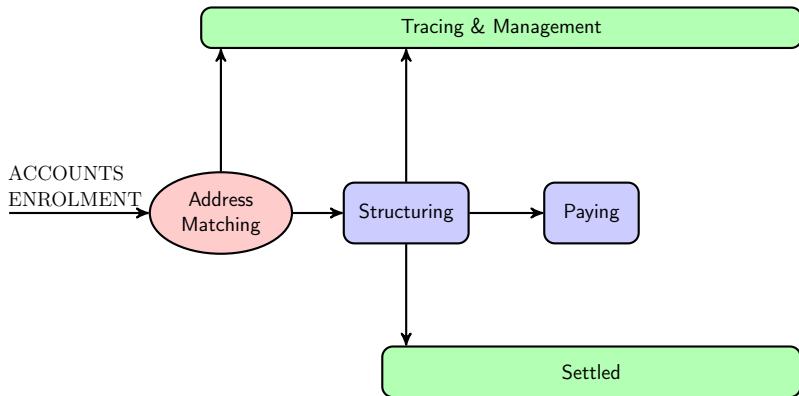 Tracing & Management
ACCOUNTS
ENROLMENT
Address
Matching
Structuring
Paying
Settled